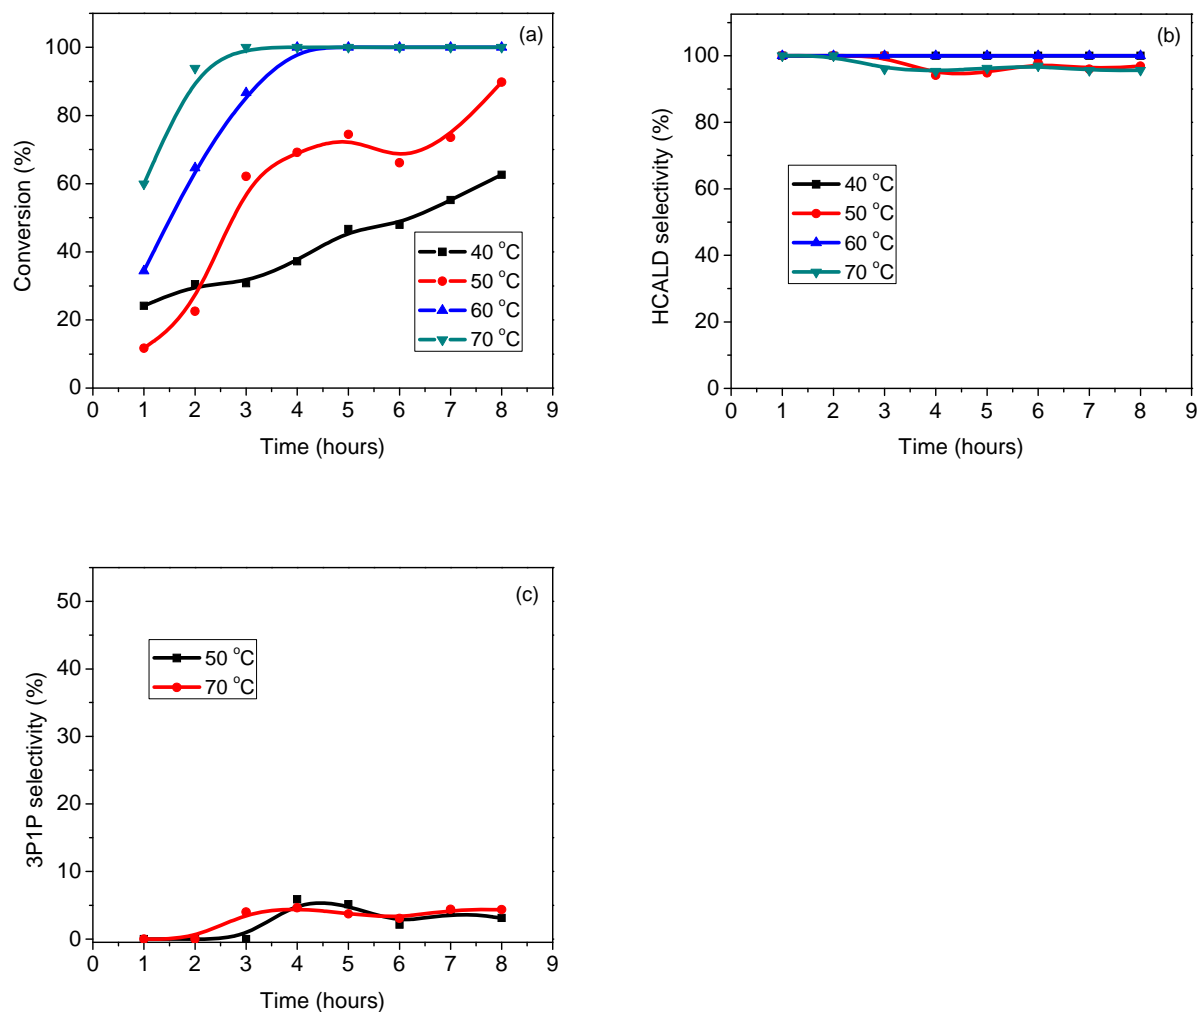 (a)
100
80
60
40
20
0
Conversion (%)
40 °C
50 °C
60 °C
70 °C
0 1 2 3 4 5 6 7 8 9
Time (hours)
(b)
100
80
60
40
20
0
HCALD selectivity (%)
40 °C
50 °C
60 °C
70 °C
0 1 2 3 4 5 6 7 8 9
Time (hours)
(c)
50
40
30
20
10
0
3P1P selectivity (%)
50 °C
70 °C
0 1 2 3 4 5 6 7 8 9
Time (hours)